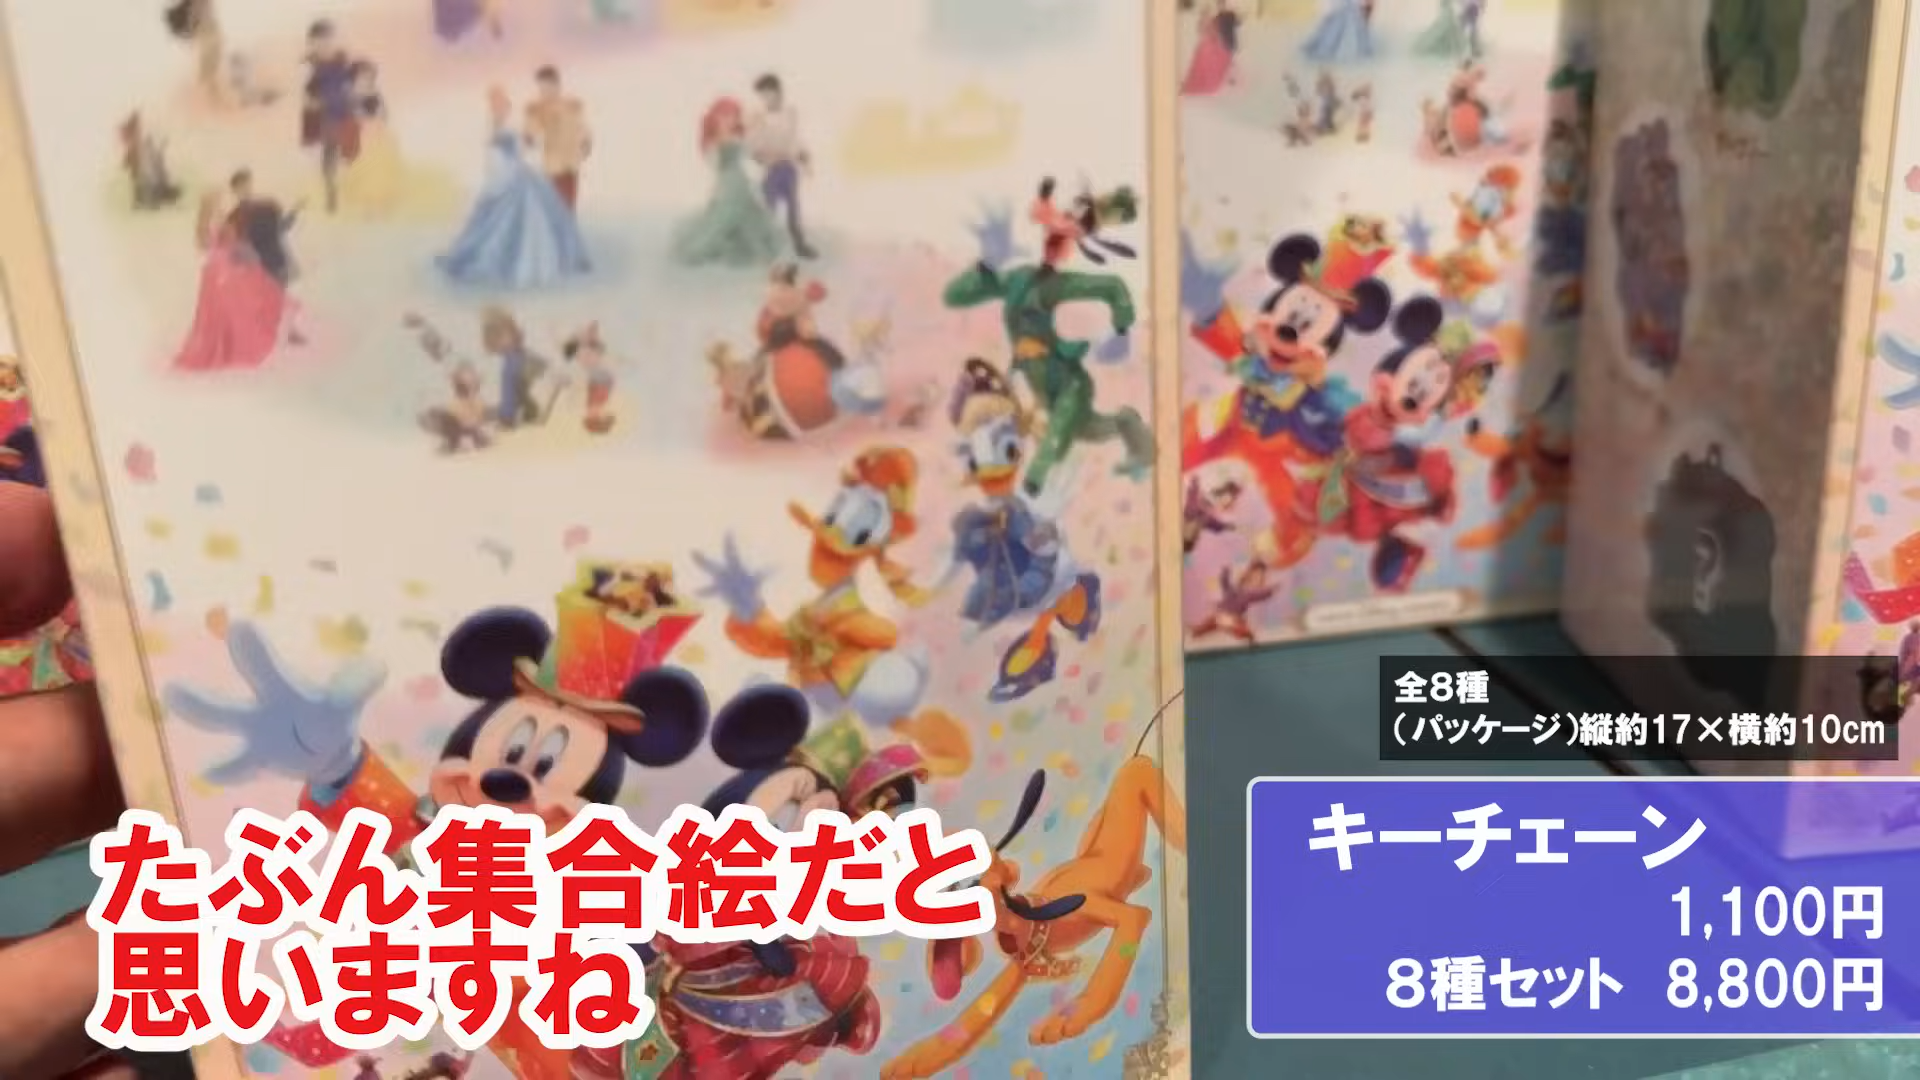 全8種
（パッケージ）縦約17×横約10cm
キーチェーン
1,100円
8種セット 8,800円
たぶん集合絵だと
思いますね